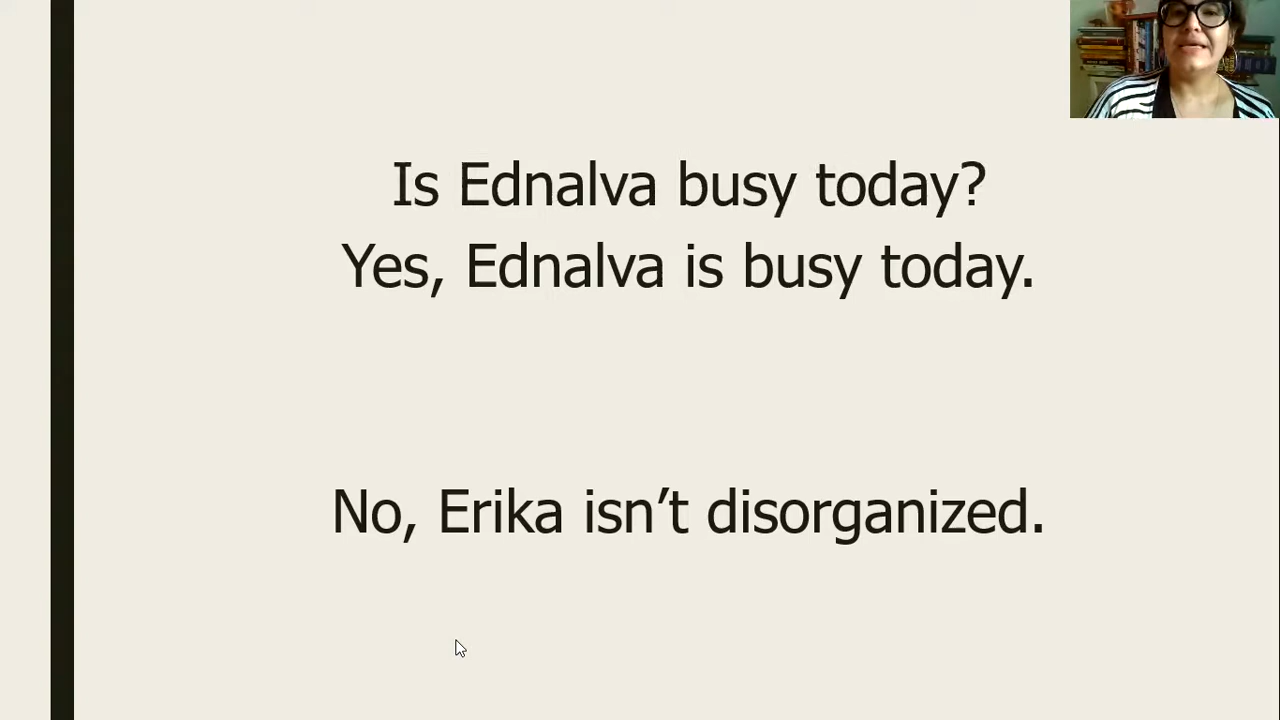 Is Ednalva busy today?
Yes, Ednalva is busy today.
No, Erika isn’t disorganized.